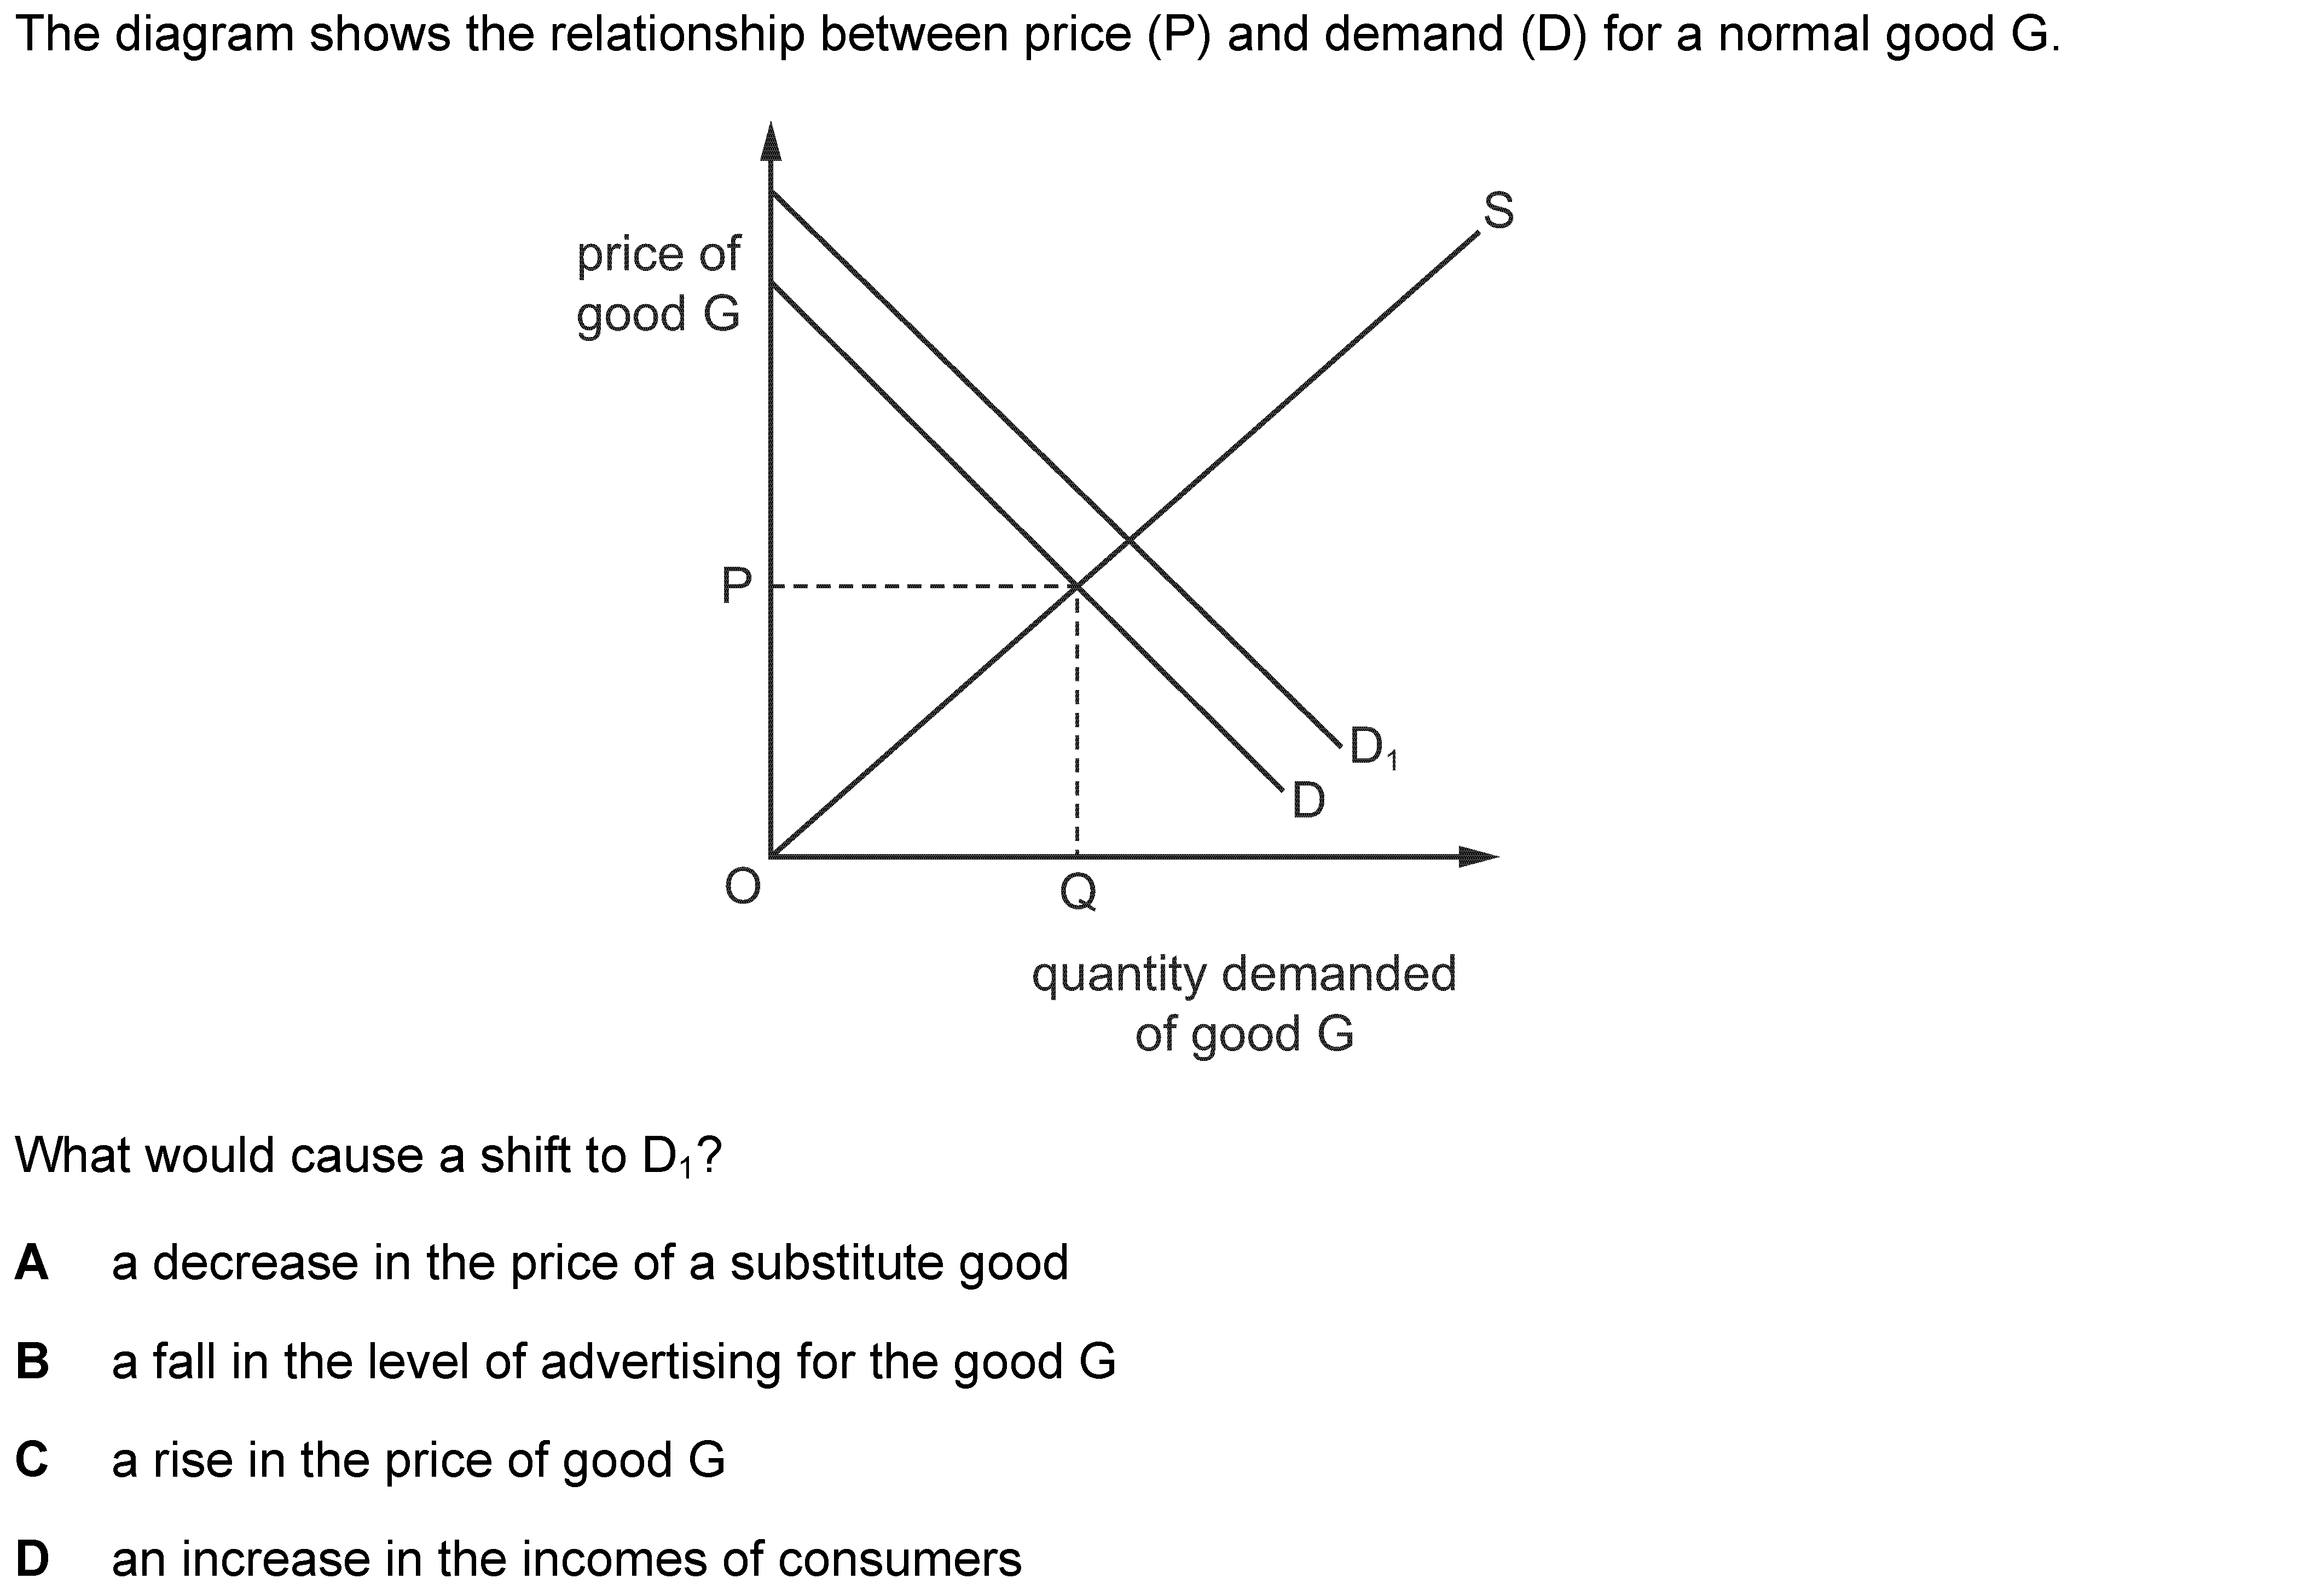 The diagram shows the relationship between price (P) and demand (D) for a normal good G.
price of
good G
S
P
D₁
D
O
Q
quantity demanded
of good G
What would cause a shift to D₁?
A a decrease in the price of a substitute good
B a fall in the level of advertising for the good G
C a rise in the price of good G
D an increase in the incomes of consumers